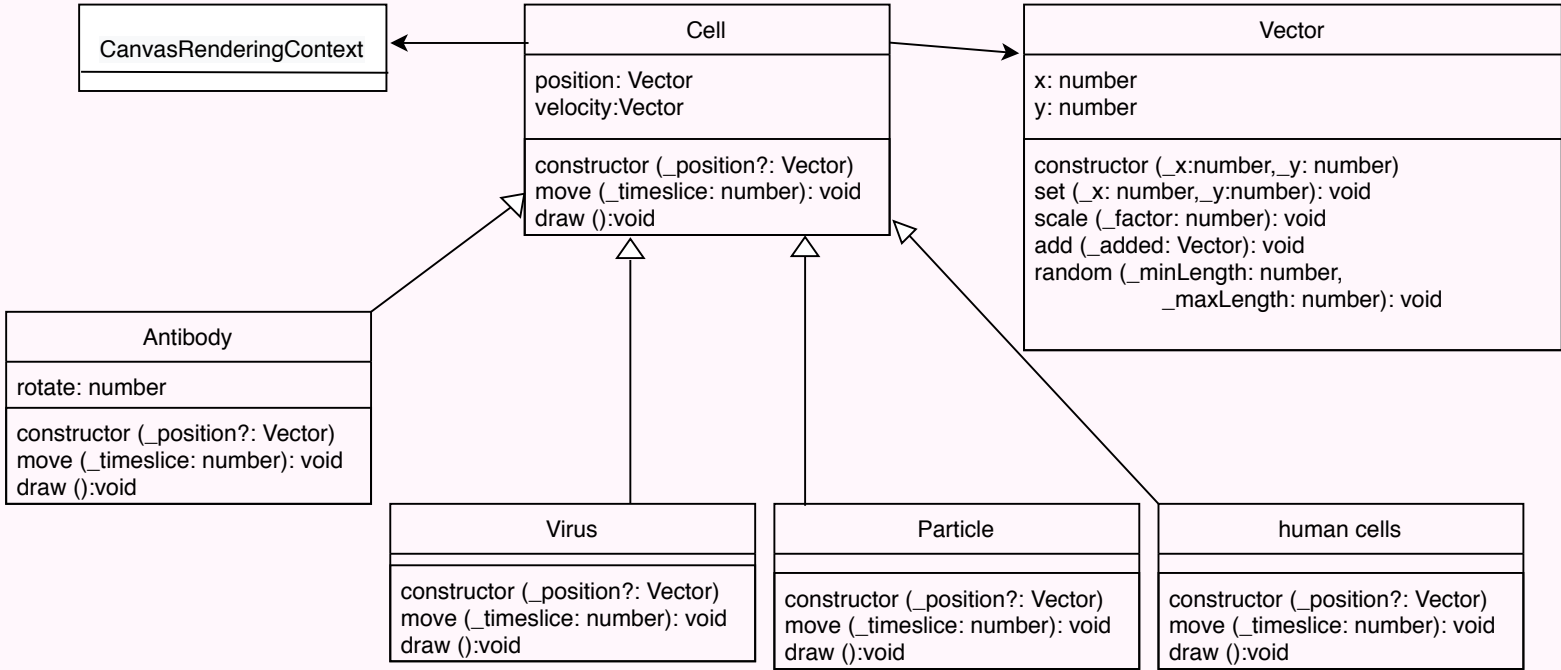 CanvasRenderingContext
Cell
position: Vector
velocity:Vector
constructor (_position?: Vector)
move (_timeslice: number): void
draw ():void
Vector
x: number
y: number
constructor (_x:number,_y: number)
set (_x: number,_y:number): void
scale (_factor: number): void
add (_added: Vector): void
random (_minLength: number,
_maxLength: number): void
Antibody
rotate: number
constructor (_position?: Vector)
move (_timeslice: number): void
draw ():void
Virus
constructor (_position?: Vector)
move (_timeslice: number): void
draw ():void
Particle
constructor (_position?: Vector)
move (_timeslice: number): void
draw ():void
human cells
constructor (_position?: Vector)
move (_timeslice: number): void
draw ():void